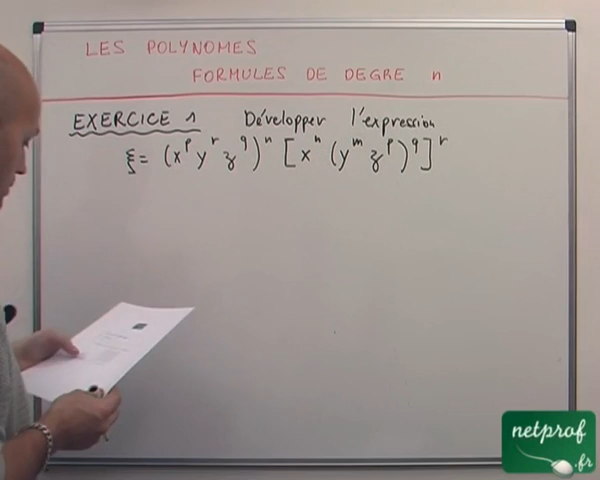 LES POLYNOMES
FORMULES DE DEGRE n
EXERCICE 1 Développer l'expression
ξ = (x^p y^r z^q)^n [x^n (y^m z^p)^q]^r
netprof
.fr